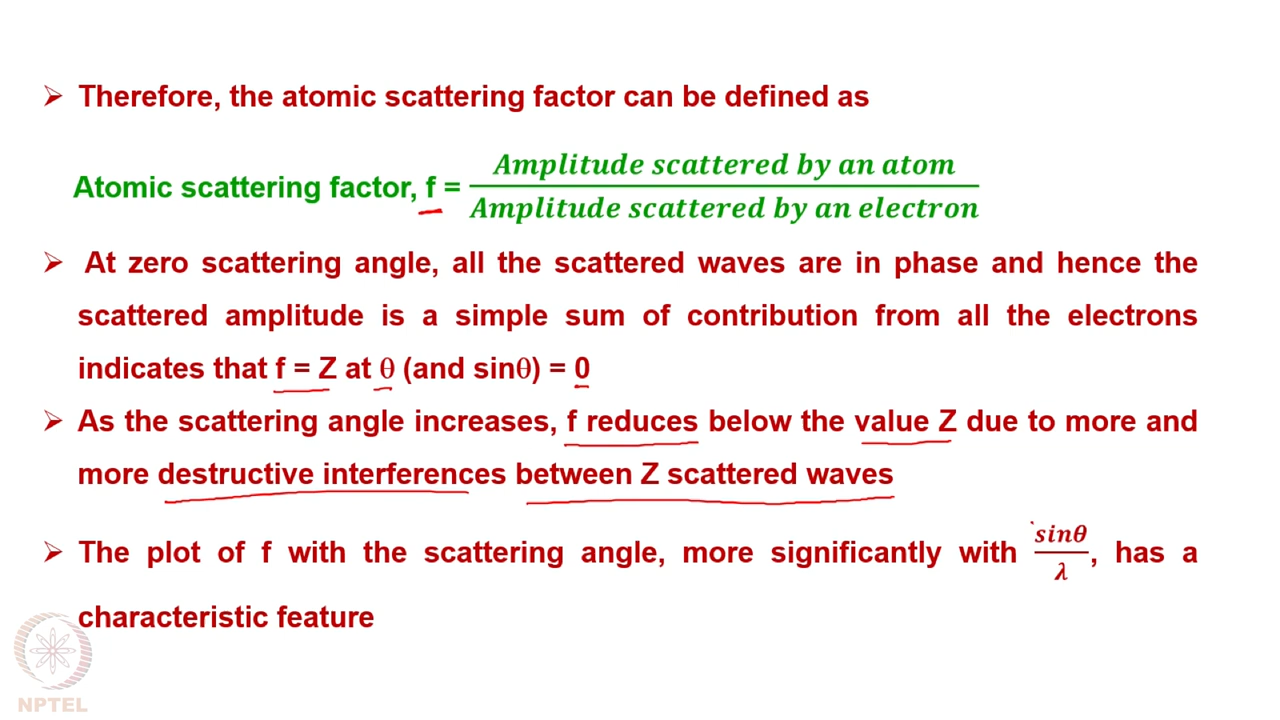 ➢ Therefore, the atomic scattering factor can be defined as
Atomic scattering factor, f = Amplitude scattered by an atom / Amplitude scattered by an electron
➢ At zero scattering angle, all the scattered waves are in phase and hence the
scattered amplitude is a simple sum of contribution from all the electrons
indicates that f = Z at θ (and sinθ) = 0
➢ As the scattering angle increases, f reduces below the value Z due to more and
more destructive interferences between Z scattered waves
➢ The plot of f with the scattering angle, more significantly with sinθ/λ, has a
characteristic feature
NPTEL